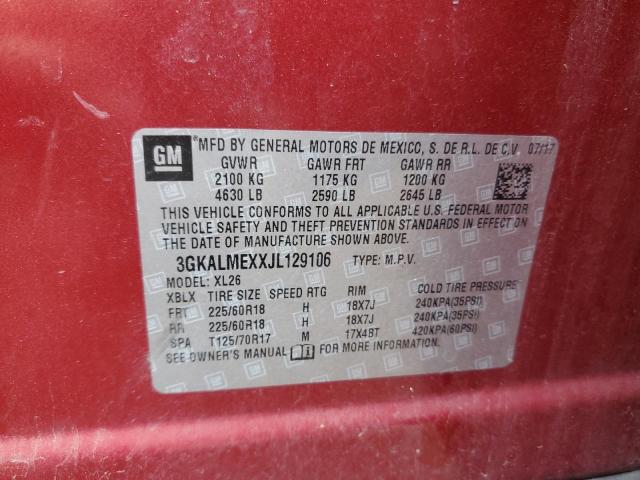 GM
®MFD BY GENERAL MOTORS DE MEXICO, S. DE R.L. DE C.V. 07/17
GVWR GAWR FRT GAWR RR
2100 KG 1175 KG 1200 KG
4630 LB 2590 LB 2645 LB
THIS VEHICLE CONFORMS TO ALL APPLICABLE U.S. FEDERAL MOTOR
VEHICLE SAFETY AND THEFT PREVENTION STANDARDS IN EFFECT ON
THE DATE OF MANUFACTURE SHOWN ABOVE.
3GKALMEXXJL129106 TYPE: M.P.V.
MODEL: XL26
XBLX TIRE SIZE SPEED RTG RIM COLD TIRE PRESSURE
FRT 225/60R18 H 18X7J 240KPA(35PSI)
RR 225/60R18 H 18X7J 240KPA(35PSI)
SPA T125/70R17 M 17X4BT 420KPA(60PSI)
SEE OWNER'S MANUAL i FOR MORE INFORMATION.